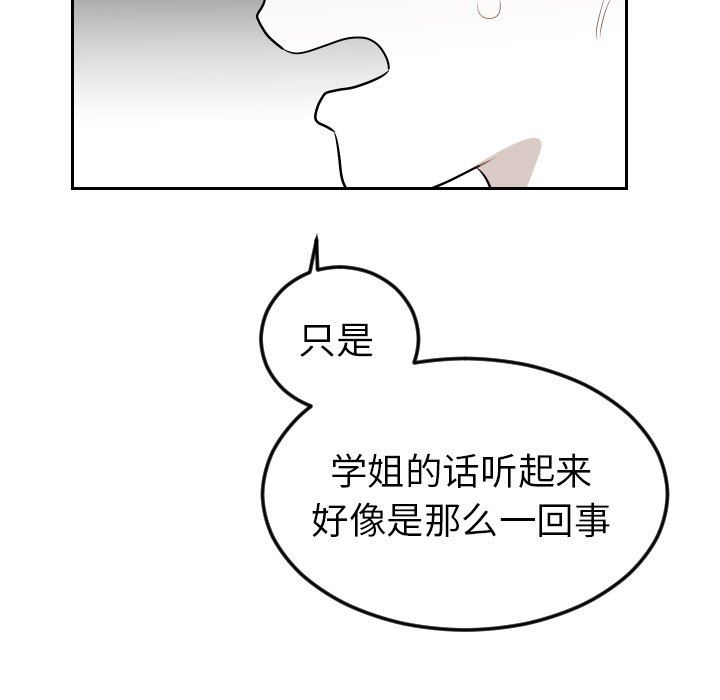 只是
学姐的话听起来
好像是那么一回事